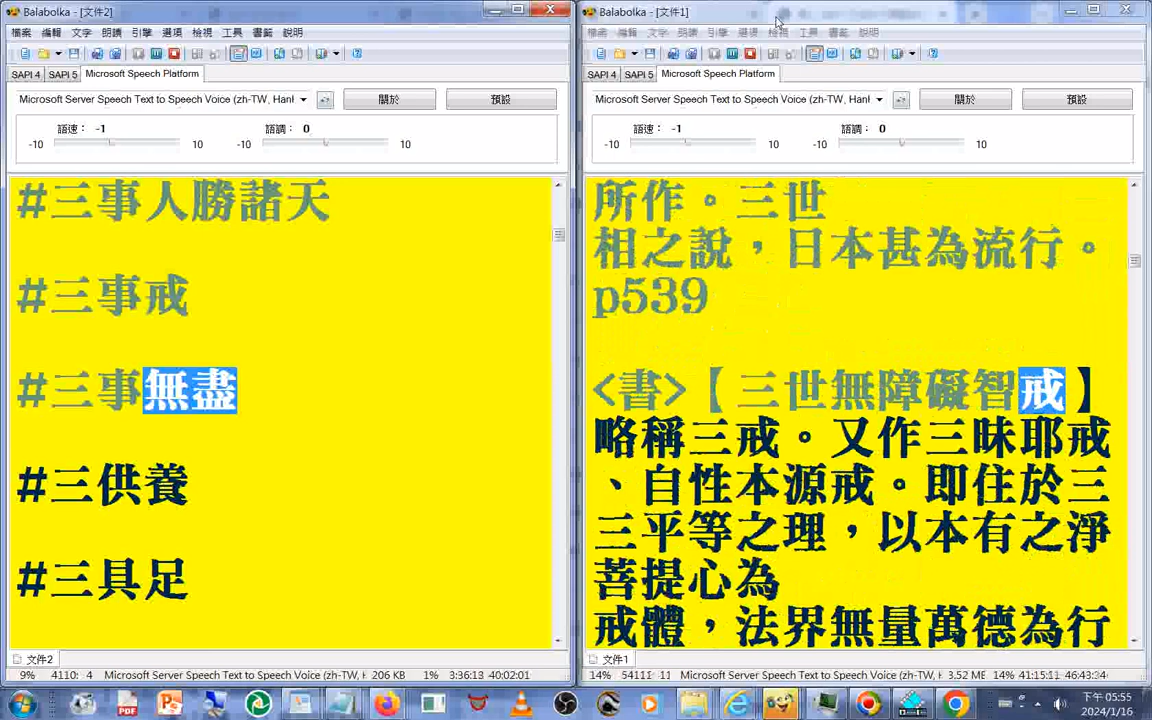 Balabolka - [文件2]
檔案 編輯 文字 朗讀 引擎 選項 檢視 工具 書籤 說明
SAPI 4 SAPI 5 Microsoft Speech Platform
Microsoft Server Speech Text to Speech Voice (zh-TW, Hanl
關於
預設
語速： -1
語調： 0
-10 10 -10 10
#三事人勝諸天
#三事戒
#三事無盡
#三供養
#三具足
文件2
9% 4110: 4 Microsoft Server Speech Text to Speech Voice (zh-TW, H 206 KB 1% 3:36:13 40:02:01
Balabolka - [文件1]
檔案 編輯 文字 朗讀 引擎 選項 檢視 工具 書籤 說明
SAPI 4 SAPI 5 Microsoft Speech Platform
Microsoft Server Speech Text to Speech Voice (zh-TW, Hanl
關於
預設
語速： -1
語調： 0
-10 10 -10 10
所作。三世
相之說，日本甚為流行。
p539
<書>【三世無障礙智戒】
略稱三戒。又作三昧耶戒
、自性本源戒。即住於三
三平等之理，以本有之淨
菩提心為
戒體，法界無量萬德為行
文件1
14% 54111: 11 Microsoft Server Speech Text to Speech Voice (zh-TW, H 3.52 ME 14% 41:15:11 46:43:34
PDF
下午 05:55
2024/1/16